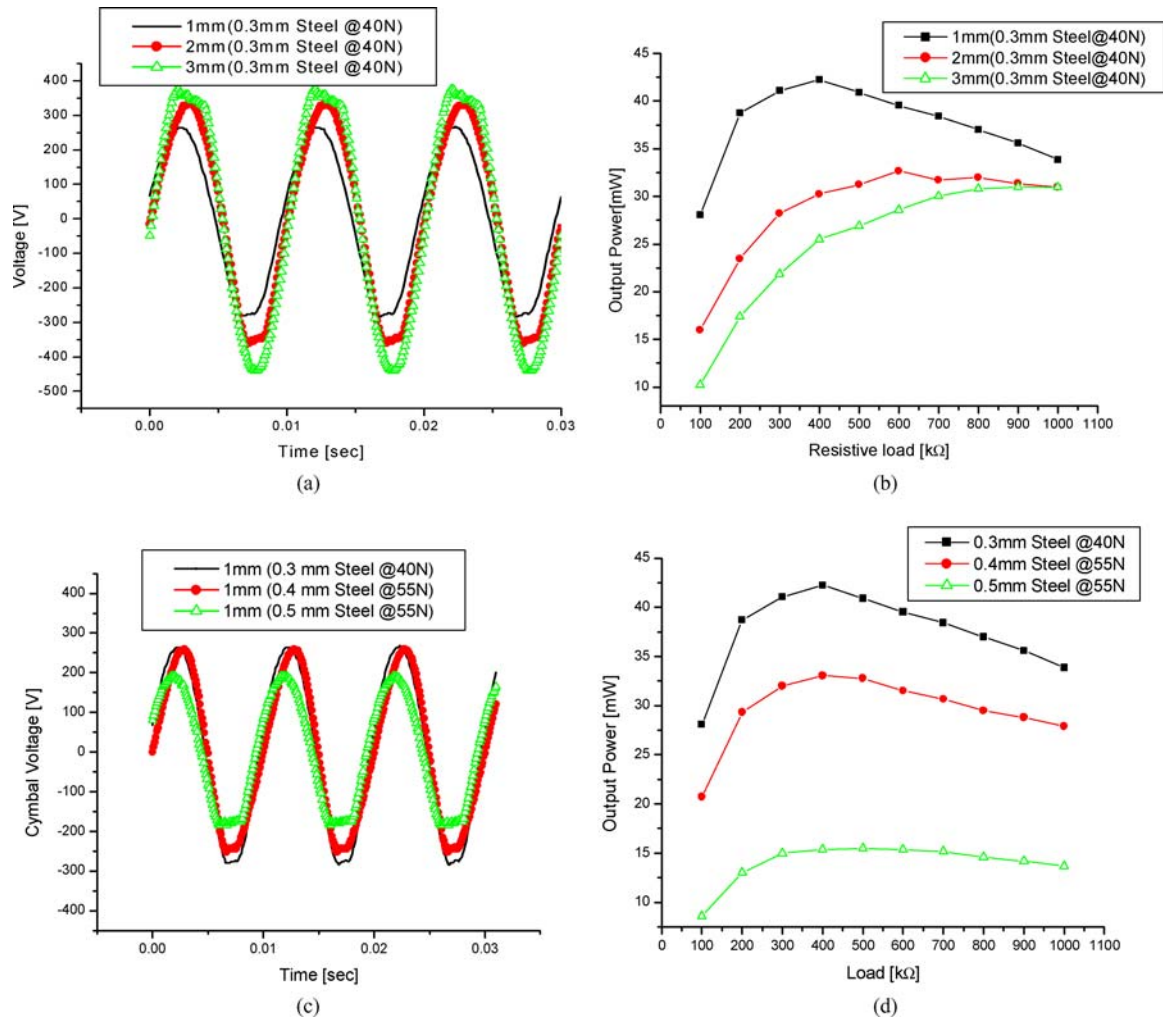 1mm(0.3mm Steel @40N)
2mm(0.3mm Steel @40N)
3mm(0.3mm Steel @40N)
400
300
200
100
0
-100
-200
-300
-400
-500
Voltage [V]
0.00
0.01
0.02
0.03
Time [sec]
(a)
1mm(0.3mm Steel@40N)
2mm(0.3mm Steel@40N)
3mm(0.3mm Steel@40N)
45
40
35
30
25
20
15
10
Output Power[mW]
0
100
200
300
400
500
600
700
800
900
1000
1100
Resistive load [kΩ]
(b)
1mm (0.3 mm Steel @40N)
1mm (0.4 mm Steel @55N)
1mm (0.5 mm Steel @55N)
300
200
100
0
-100
-200
-300
-400
Cymbal Voltage [V]
0.00
0.01
0.02
0.03
Time [sec]
(c)
0.3mm Steel @40N
0.4mm Steel @55N
0.5mm Steel @55N
45
40
35
30
25
20
15
10
Output Power [mW]
0
100
200
300
400
500
600
700
800
900
1000
1100
Load [kΩ]
(d)